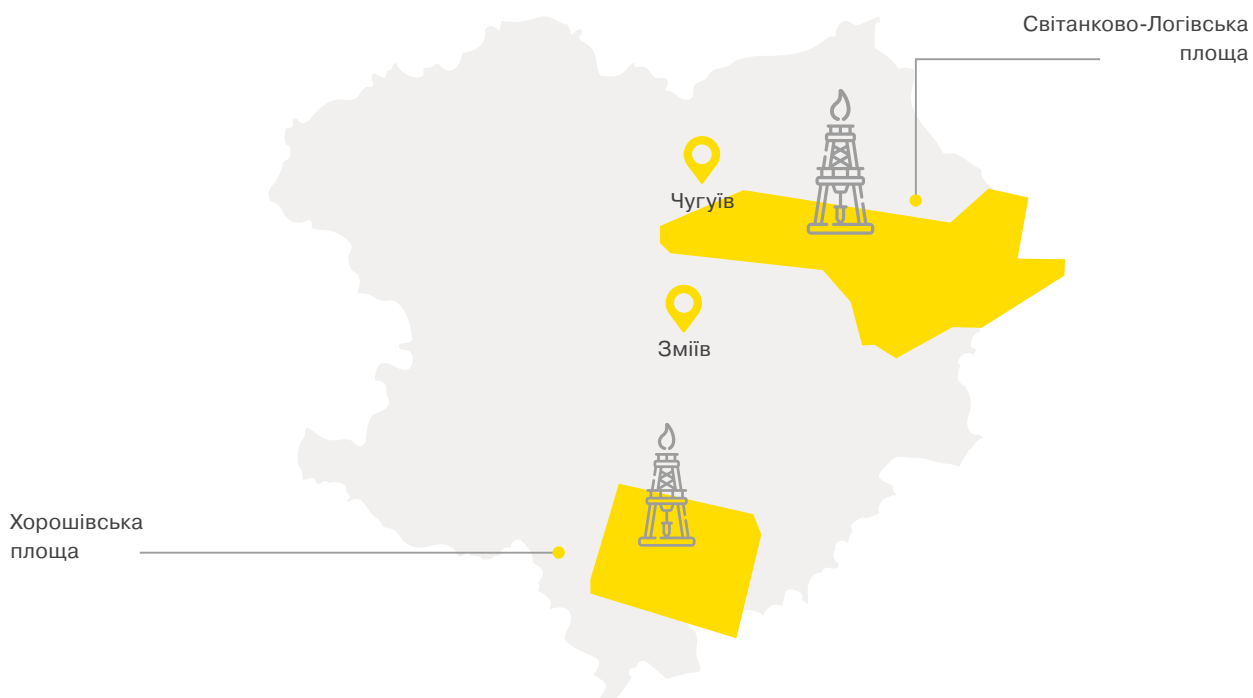 Світанково-Логівська
площа
Чугуїв
Зміїв
Хорошівська
площа